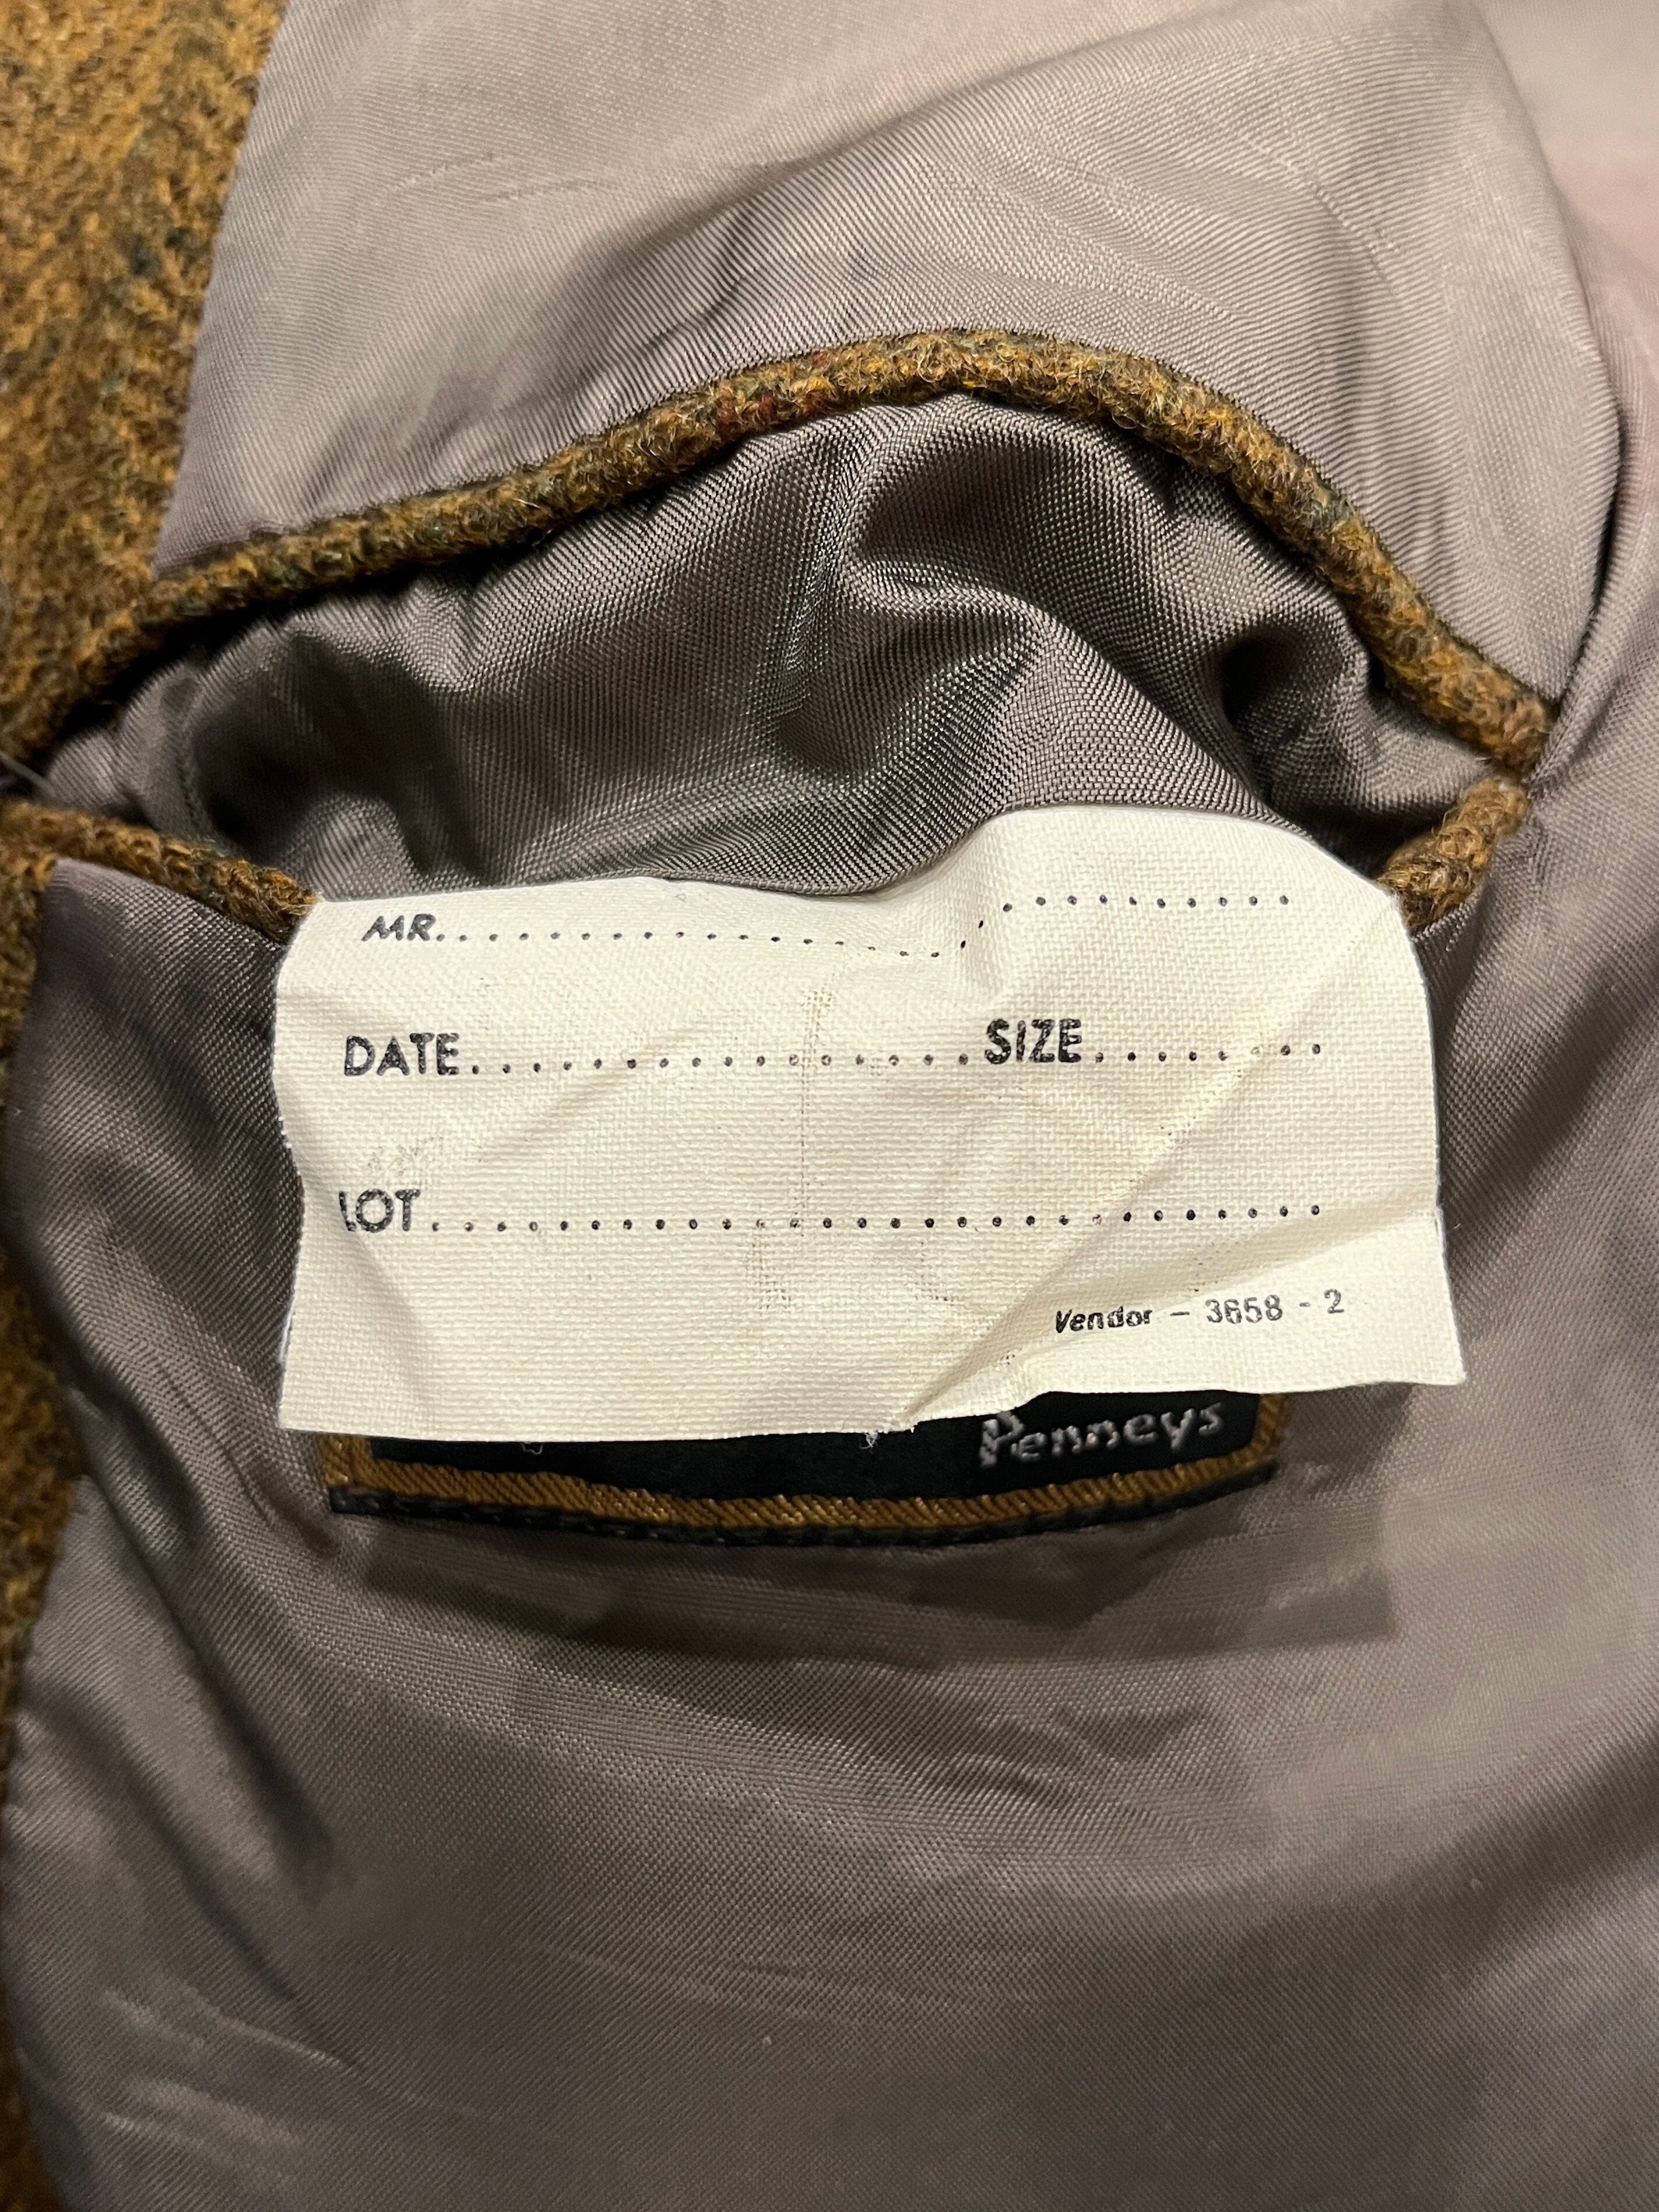 MR.......................................
DATE................SIZE........
LOT............................
Vendor – 3658 - 2
Penneys